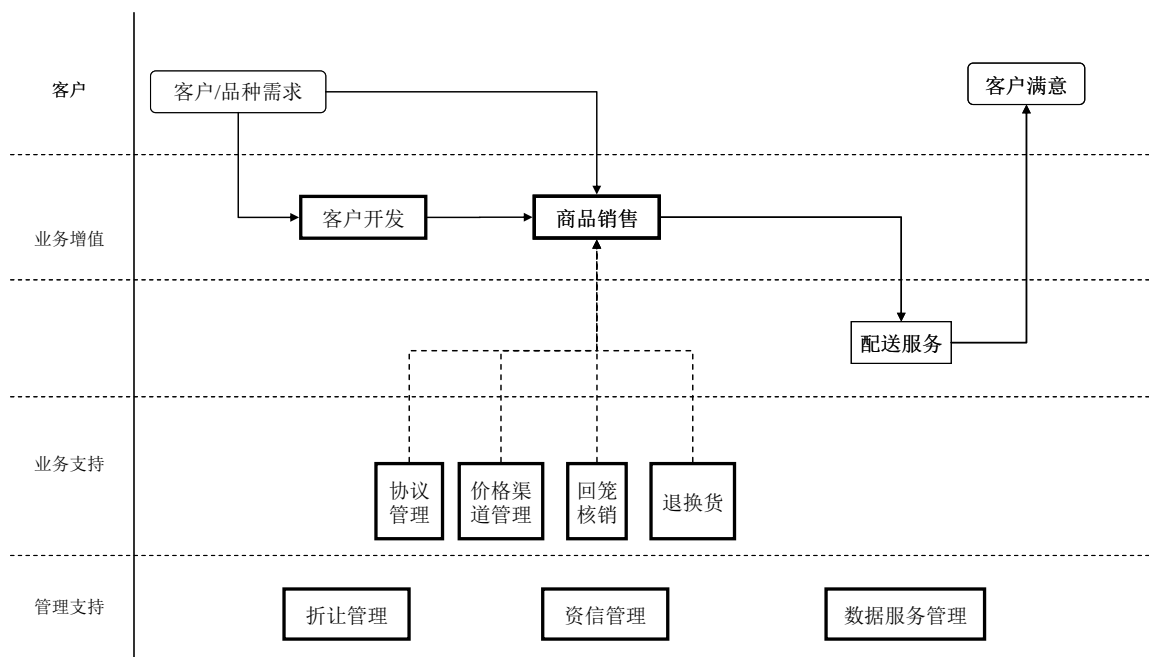 客户
客户/品种需求
客户满意
业务增值
客户开发
商品销售
配送服务
业务支持
协议
管理
价格渠
道管理
回笼
核销
退换货
管理支持
折让管理
资信管理
数据服务管理